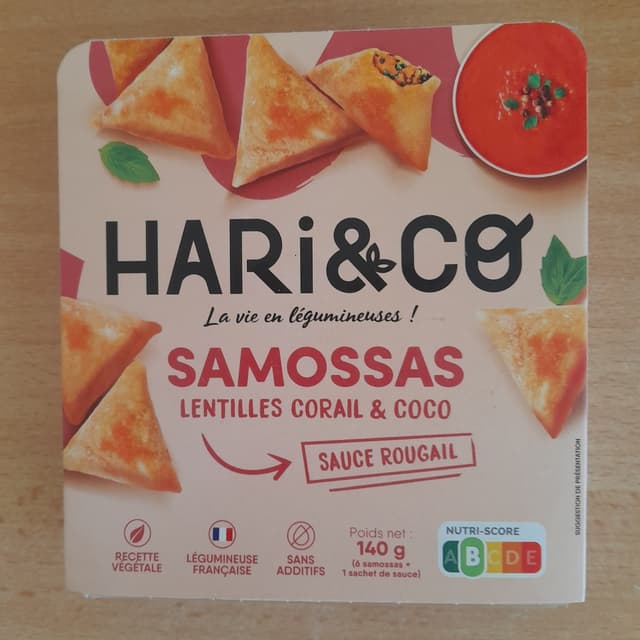 HARi&CO
La vie en légumineuses !
SAMOSSAS
LENTILLES CORAIL & COCO
SAUCE ROUGAIL
SUGGESTION DE PRÉSENTATION
RECETTE
VÉGÉTALE
LÉGUMINEUSE
FRANÇAISE
SANS
ADDITIFS
Poids net :
140 g
(6 samossas +
1 sachet de sauce)
NUTRI-SCORE
A B C D E